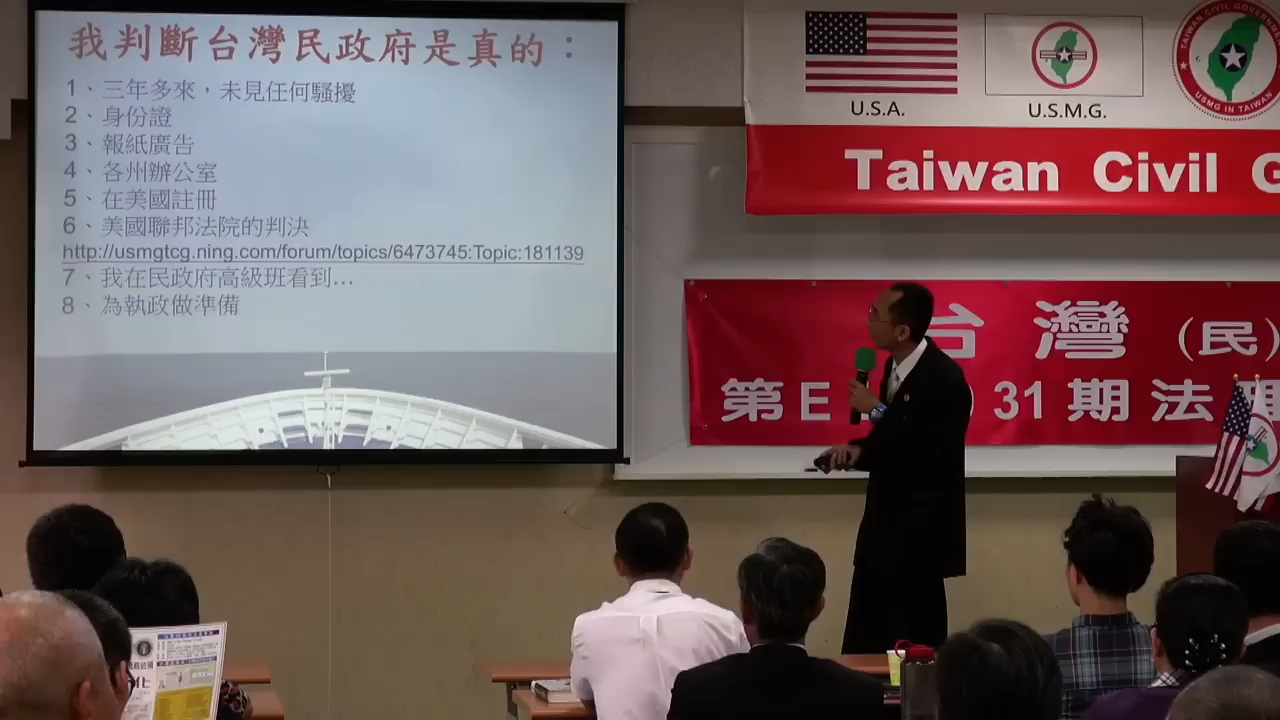 我判斷台灣民政府是真的：
1、三年多來，未見任何騷擾
2、身份證
3、報紙廣告
4、各州辦公室
5、在美國註冊
6、美國聯邦法院的判決
http://usmgtcg.ning.com/forum/topics/6473745:Topic:181139
7、我在民政府高級班看到...
8、為執政做準備
U.S.A.
U.S.M.G.
TAIWAN CIVIL GOVERN
USMG IN TAIWAN
Taiwan Civil G
台灣(民)
第E 31期法理